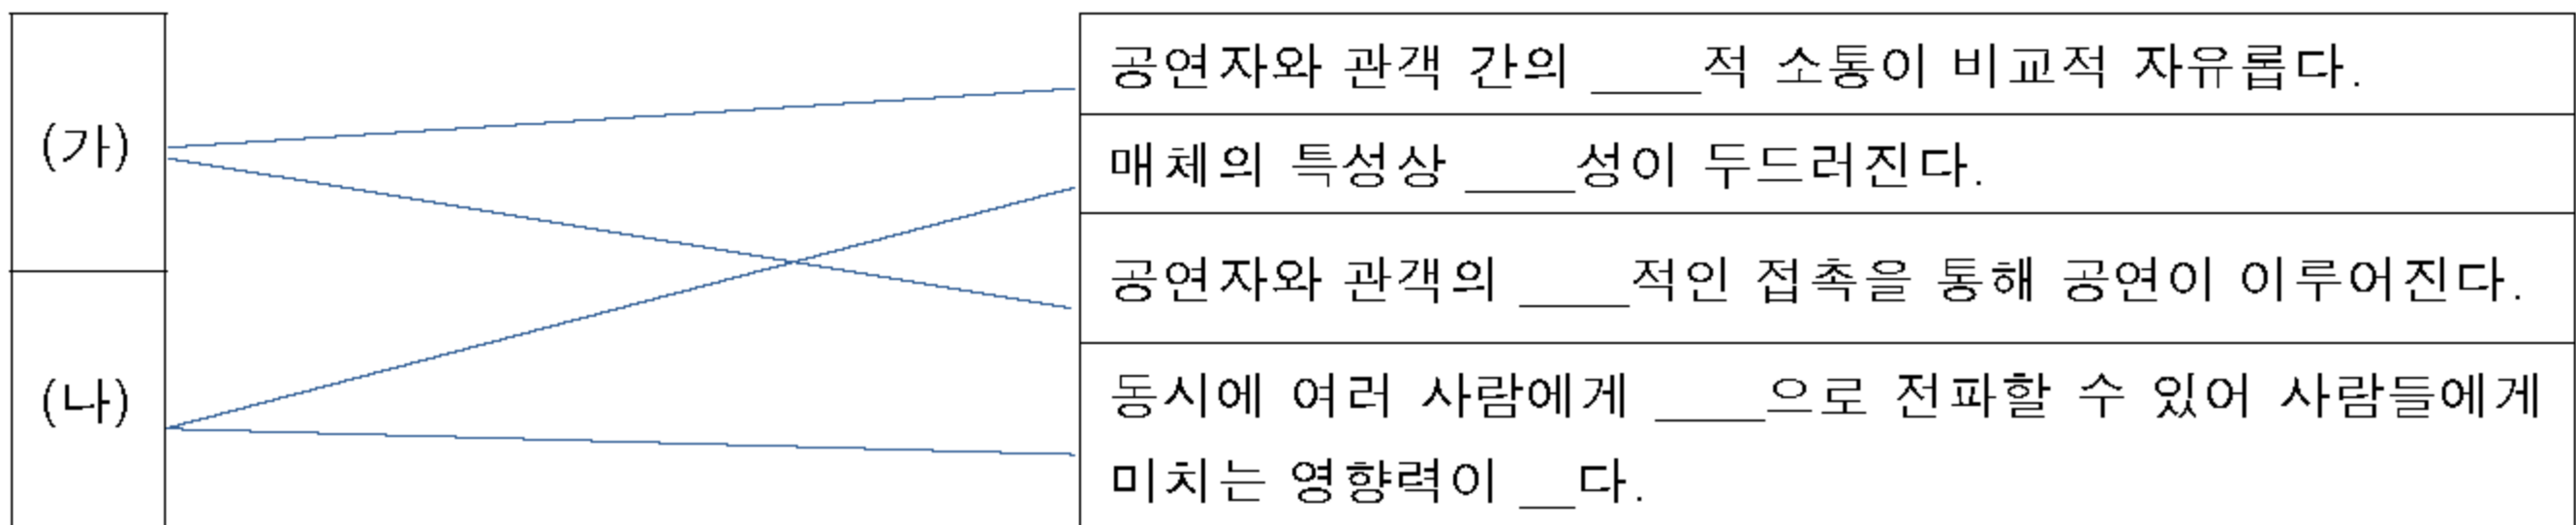 (가)
공연자와 관객 간의 ____적 소통이 비교적 자유롭다.
매체의 특성상 ____성이 두드러진다.
공연자와 관객의 ____적인 접촉을 통해 공연이 이루어진다.
(나)
동시에 여러 사람에게 ____으로 전파할 수 있어 사람들에게
미치는 영향력이 __다.